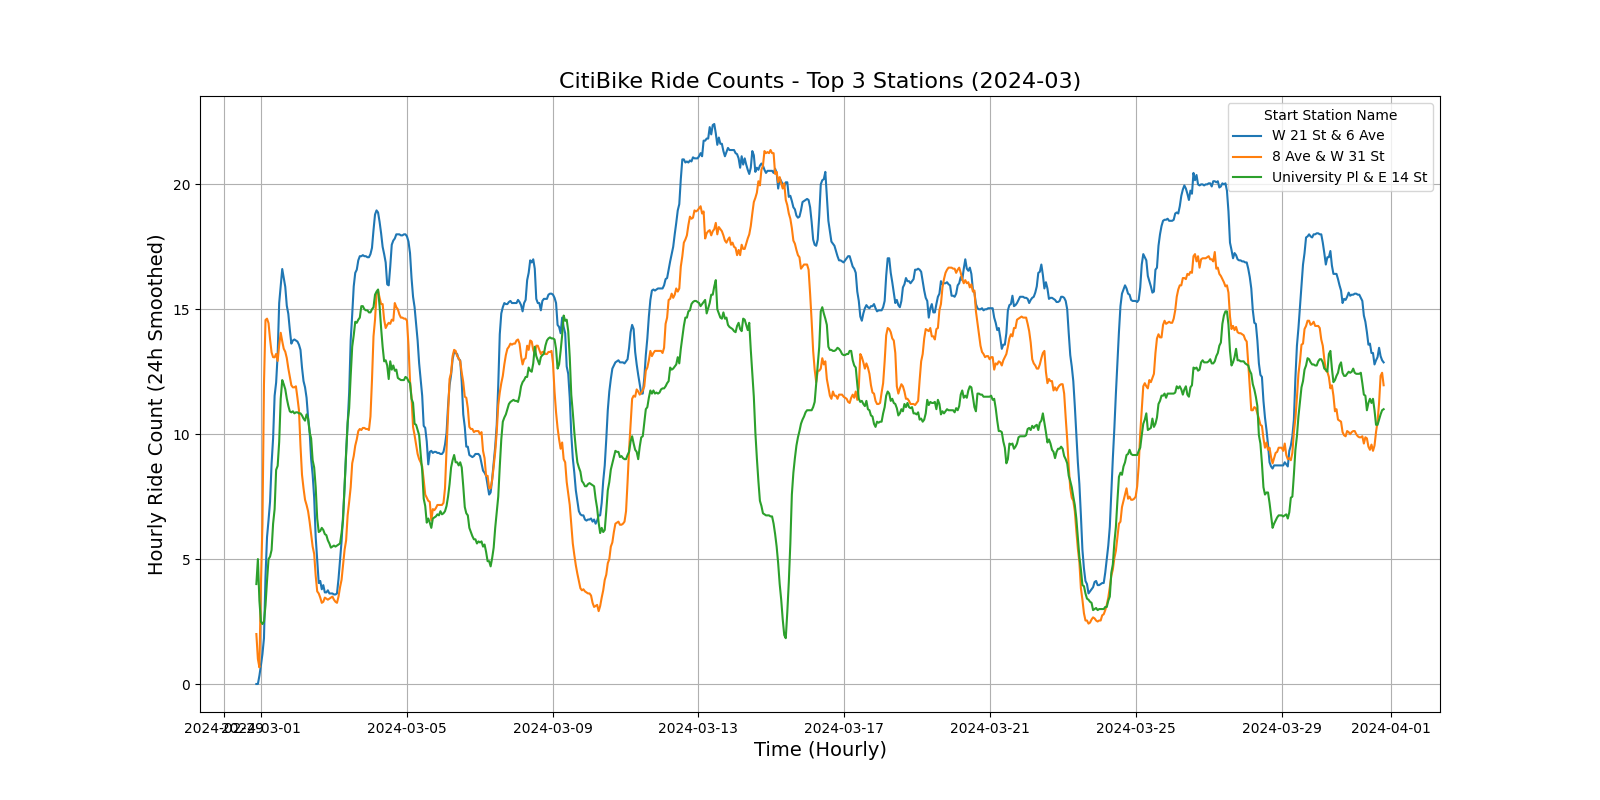 CitiBike Ride Counts - Top 3 Stations (2024-03)
Start Station Name
W 21 St & 6 Ave
8 Ave & W 31 St
University Pl & E 14 St
Hourly Ride Count (24h Smoothed)
20
15
10
5
0
2024-02-29 2024-03-01 2024-03-05 2024-03-09 2024-03-13 2024-03-17 2024-03-21 2024-03-25 2024-03-29 2024-04-01
Time (Hourly)